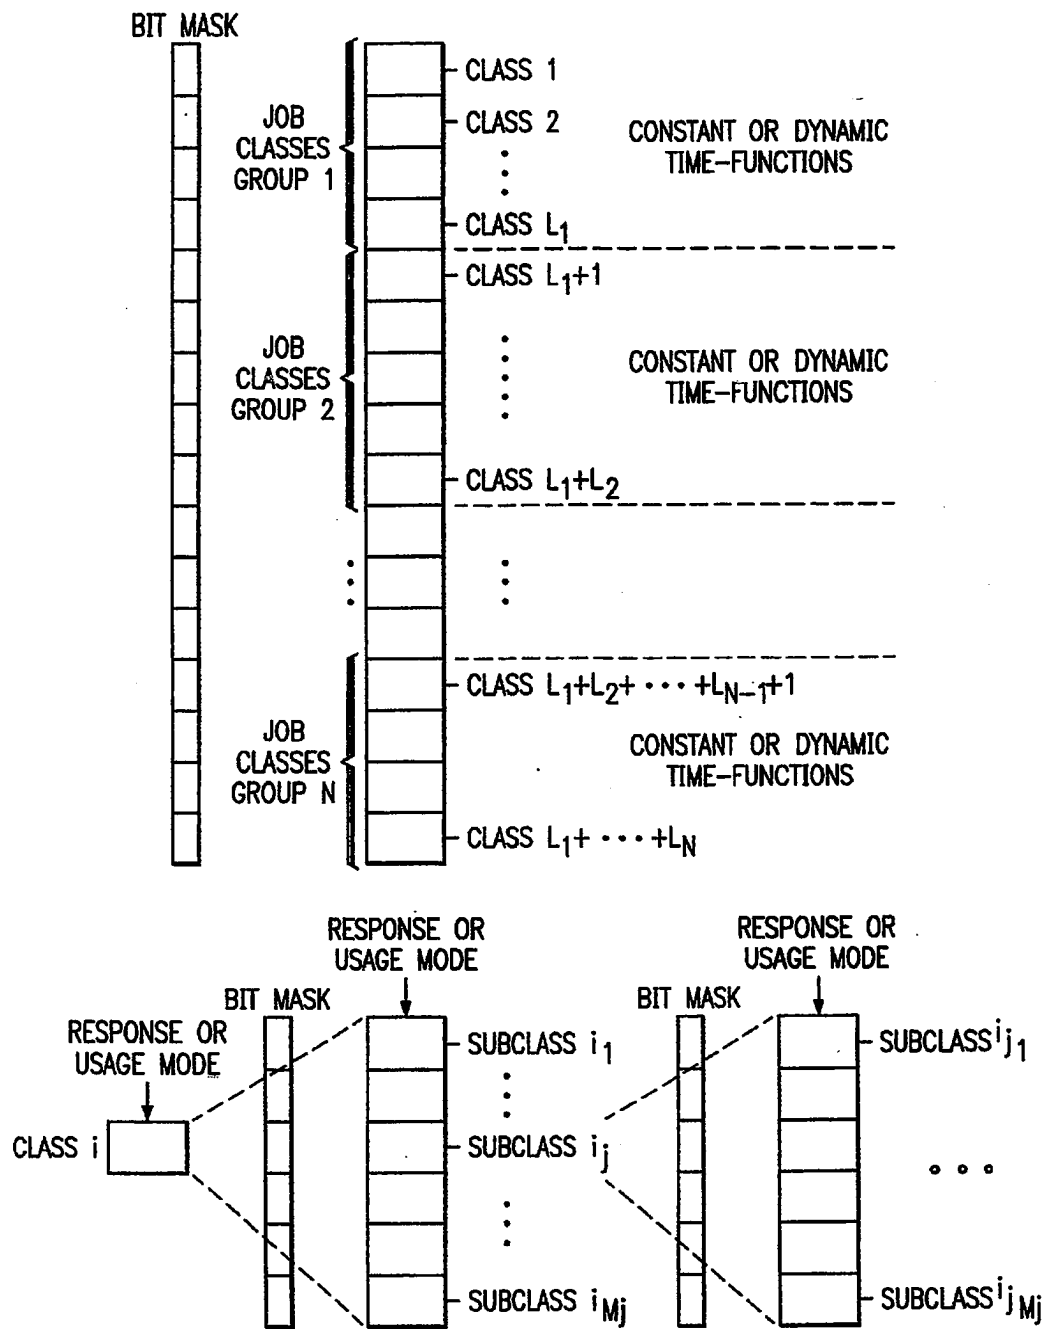 BIT MASK
JOB
CLASSES
GROUP 1
CLASS 1
CLASS 2
CLASS L1
CONSTANT OR DYNAMIC
TIME-FUNCTIONS
JOB
CLASSES
GROUP 2
CLASS L1+1
CLASS L1+L2
CONSTANT OR DYNAMIC
TIME-FUNCTIONS
JOB
CLASSES
GROUP N
CLASS L1+L2+ ···· +LN-1+1
CLASS L1+ ···· +LN
CONSTANT OR DYNAMIC
TIME-FUNCTIONS
RESPONSE OR
USAGE MODE
CLASS i
BIT MASK
RESPONSE OR
USAGE MODE
SUBCLASS i1
SUBCLASS ij
SUBCLASS iMj
BIT MASK
RESPONSE OR
USAGE MODE
SUBCLASS ij1
SUBCLASS ijMj